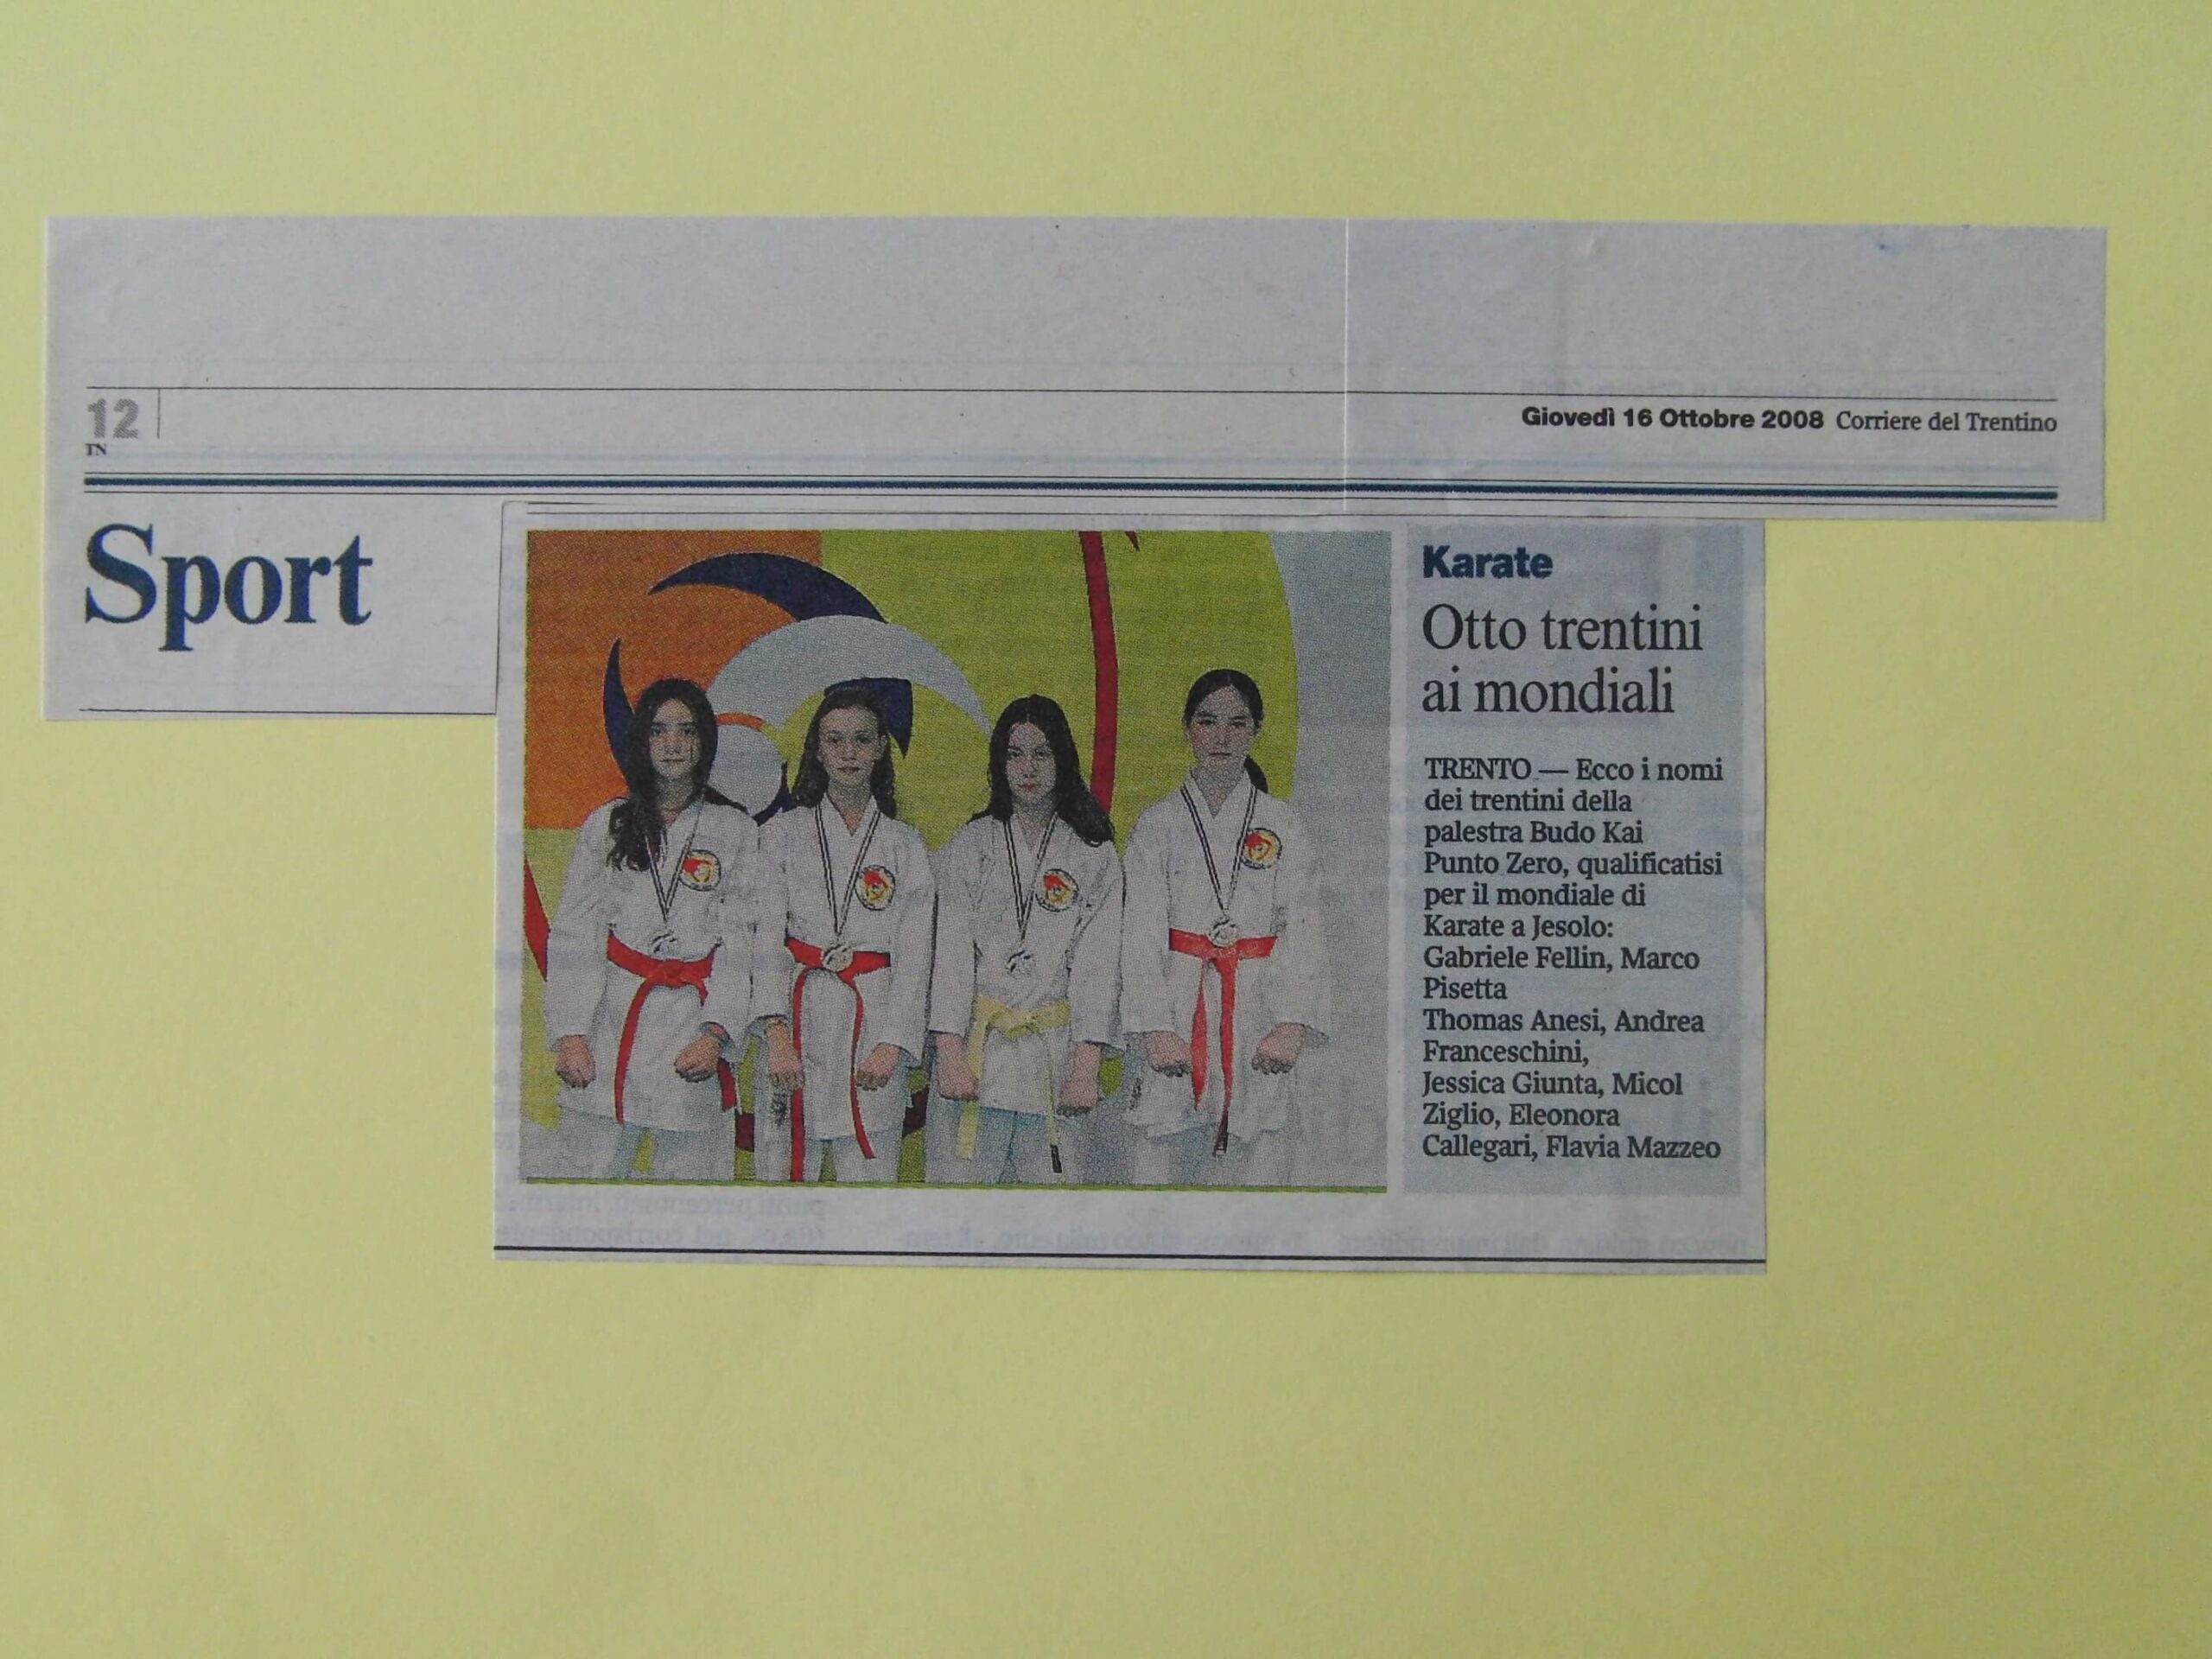 12
TN
Giovedì 16 Ottobre 2008 Corriere del Trentino
Sport
Karate
Otto trentini
ai mondiali
TRENTO — Ecco i nomi
dei trentini della
palestra Budo Kai
Punto Zero, qualificatisi
per il mondiale di
Karate a Jesolo:
Gabriele Fellin, Marco
Pisetta
Thomas Anesi, Andrea
Franceschini,
Jessica Giunta, Micol
Ziglio, Eleonora
Callegari, Flavia Mazzeo